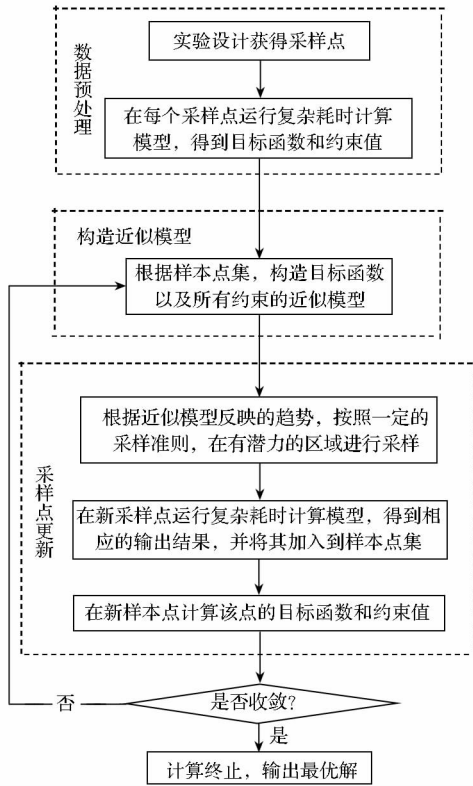 数据预处理
实验设计获得采样点
在每个采样点运行复杂耗时计算
模型，得到目标函数和约束值
构造近似模型
根据样本点集，构造目标函数
以及所有约束的近似模型
采样点更新
根据近似模型反映的趋势，按照一定的
采样准则，在有潜力的区域进行采样
在新采样点运行复杂耗时计算模型，得到相
应的输出结果，并将其加入到样本点集
在新样本点计算该点的目标函数和约束值
否
是否收敛？
是
计算终止，输出最优解